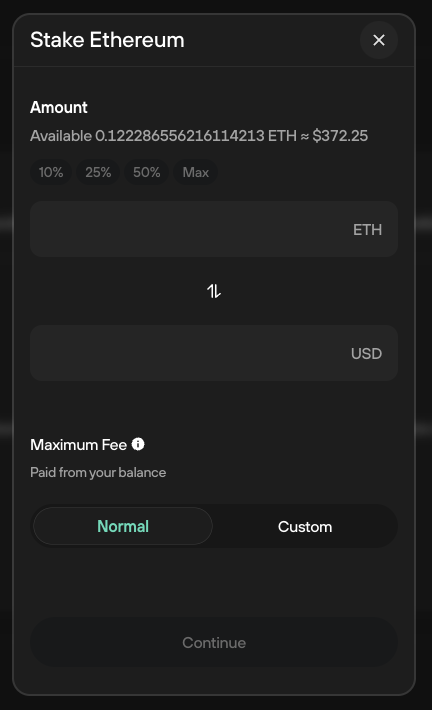 Stake Ethereum
Amount
Available 0.122286556216114213 ETH ≈ $372.25
10% 25% 50% Max
ETH
USD
Maximum Fee
Paid from your balance
Normal Custom
Continue